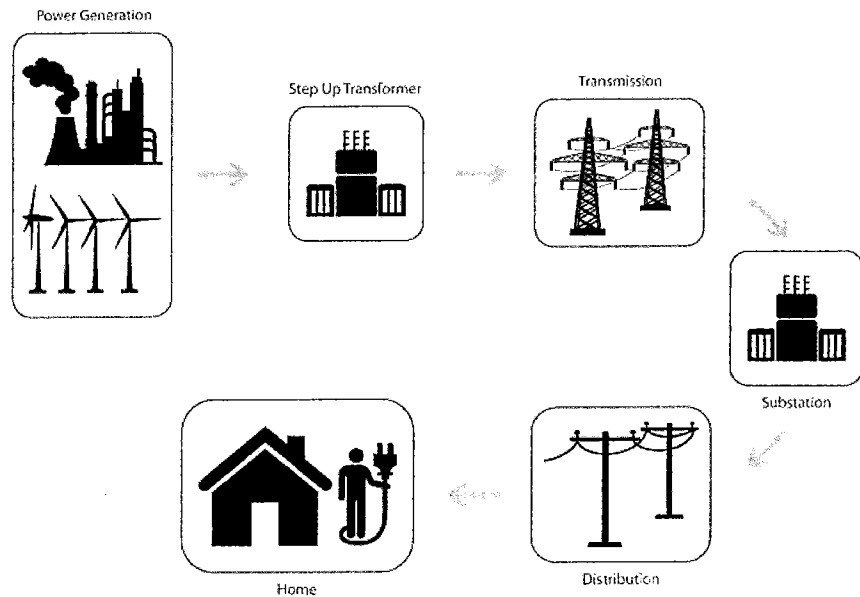 Power Generation
Step Up Transformer
Transmission
Substation
Distribution
Home